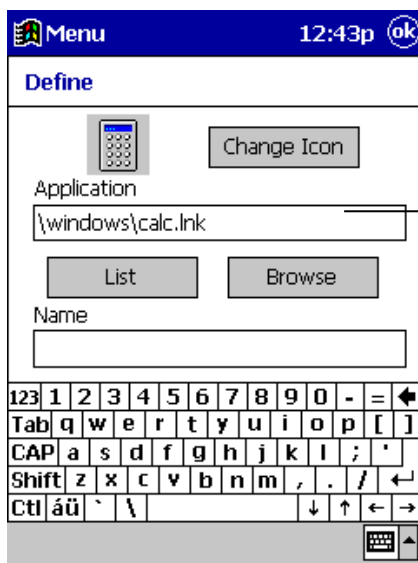 Menu 12:43p ok
Define
Change Icon
Application
\windows\calc.lnk
List Browse
Name
123 1 2 3 4 5 6 7 8 9 0 - =
Tab q w e r t y u i o p [ ]
CAP a s d f g h j k l ; '
Shift z x c v b n m , . /
Ctl áü ` \ ↓ ↑ ← →